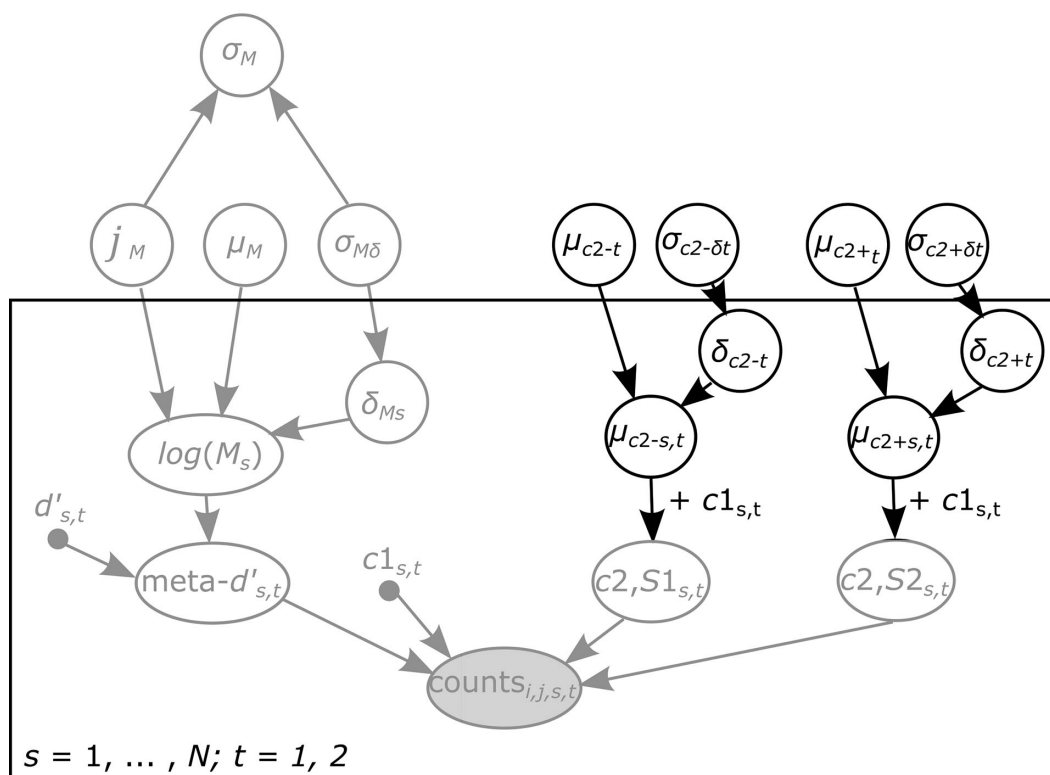 σM
jM μM σMδ μc2-t σc2-δt μc2+t σc2+δt
δc2-t δc2+t
δMs
log(Ms) μc2-s,t μc2+s,t
d's,t + c1s,t + c1s,t
c1s,t
meta-d's,t c2,S1s,t c2,S2s,t
countsi,j,s,t
s = 1, ... , N; t = 1, 2